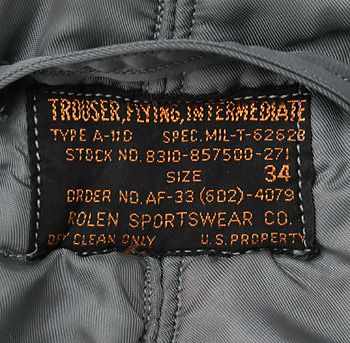 TROUSER, FLYING, INTERMEDIATE
TYPE A-11D SPEC. MIL-T-6262B
STOCK NO. 8310-857500-271
SIZE 34
ORDER NO. AF-33 (602)-4079
ROLEN SPORTSWEAR CO.
DRY CLEAN ONLY U.S. PROPERTY